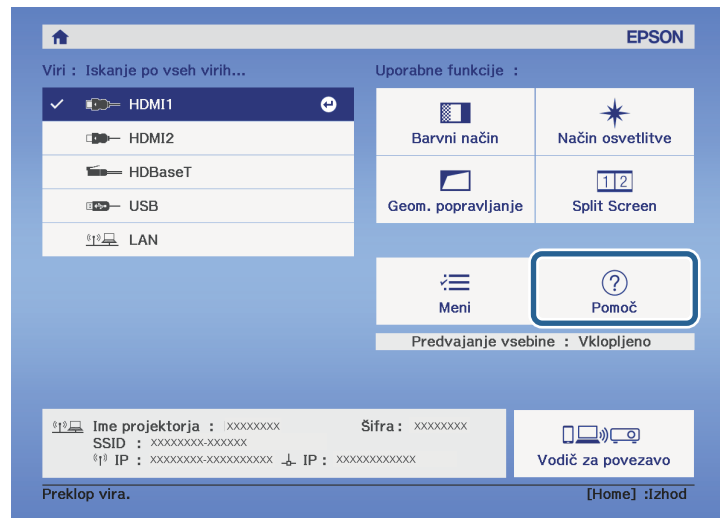 EPSON
Viri : Iskanje po vseh virih...
HDMI1
HDMI2
HDBaseT
USB
LAN
Uporabne funkcije :
Barvni način
Način osvetlitve
Geom. popravljanje
1 2
Split Screen
Meni
? Pomoč
Predvajanje vsebine : Vklopljeno
Ime projektorja : XXXXXXXX Šifra : XXXXXXXX
SSID : XXXXXXXX-XXXXXX
IP : XXXXXXXX-XXXXXXXXXX IP : XXXXXXXXXXXX
Vodič za povezavo
Preklop vira.
[Home] :Izhod